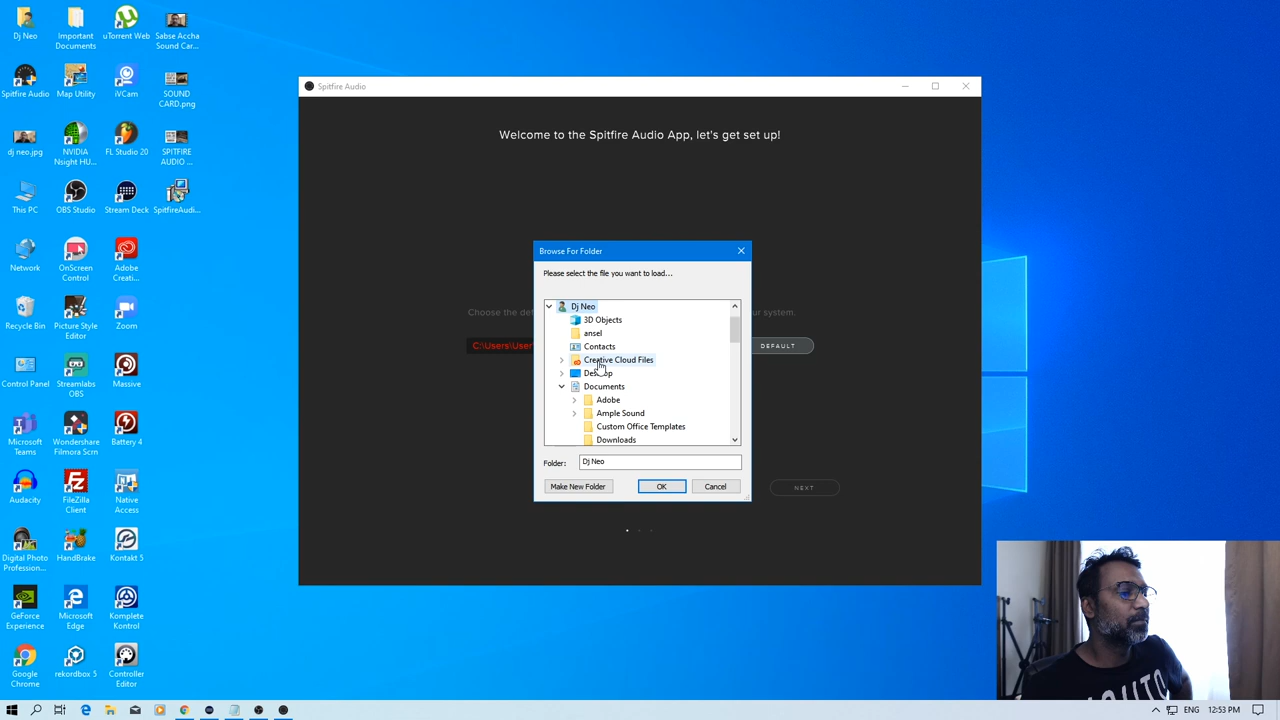 Dj Neo
Important
Documents
uTorrent Web
Sabse Accha
Sound Car...
Spitfire Audio
Map Utility
iVCam
SOUND
CARD.png
dj neo.jpg
NVIDIA
Nsight HU...
FL Studio 20
SPITFIRE
AUDIO ...
This PC
OBS Studio
Stream Deck
SpitfireAudi...
Network
OnScreen
Control
Adobe
Creati...
Recycle Bin
Picture Style
Editor
Zoom
Control Panel
Streamlabs
OBS
Massive
Microsoft
Teams
Wondershare
Filmora Scrn
Battery 4
Audacity
FileZilla
Client
Native
Access
Digital Photo
Profession...
HandBrake
Kontakt 5
GeForce
Experience
Microsoft
Edge
Komplete
Kontrol
Google
Chrome
rekordbox 5
Controller
Editor
Spitfire Audio
Welcome to the Spitfire Audio App, let's get set up!
Choose the
ur system.
C:\Users\User
DEFAULT
NEXT
Browse For Folder
Please select the file you want to load...
Dj Neo
3D Objects
ansel
Contacts
Creative Cloud Files
Desktop
Documents
Adobe
Ample Sound
Custom Office Templates
Downloads
Folder: Dj Neo
Make New Folder
OK
Cancel
ENG
12:53 PM